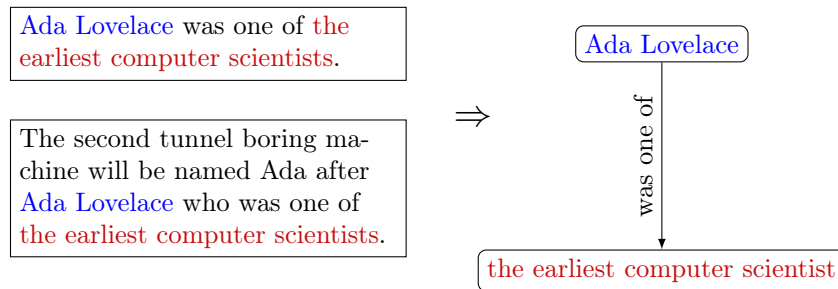 Ada Lovelace was one of the
earliest computer scientists.
The second tunnel boring ma-
chine will be named Ada after
Ada Lovelace who was one of
the earliest computer scientists.
⇒
Ada Lovelace
was one of
the earliest computer scientist